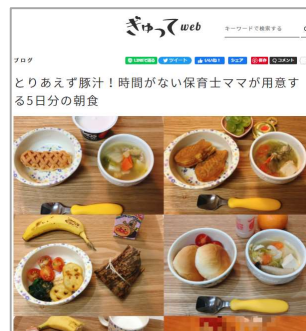 ぎゅってweb
キーワードで検索する
ブログ
LINEで送る ツイート いいね! シェア 保存 コメント
とりあえず豚汁！時間がない保育士ママが用意す
る5日分の朝食